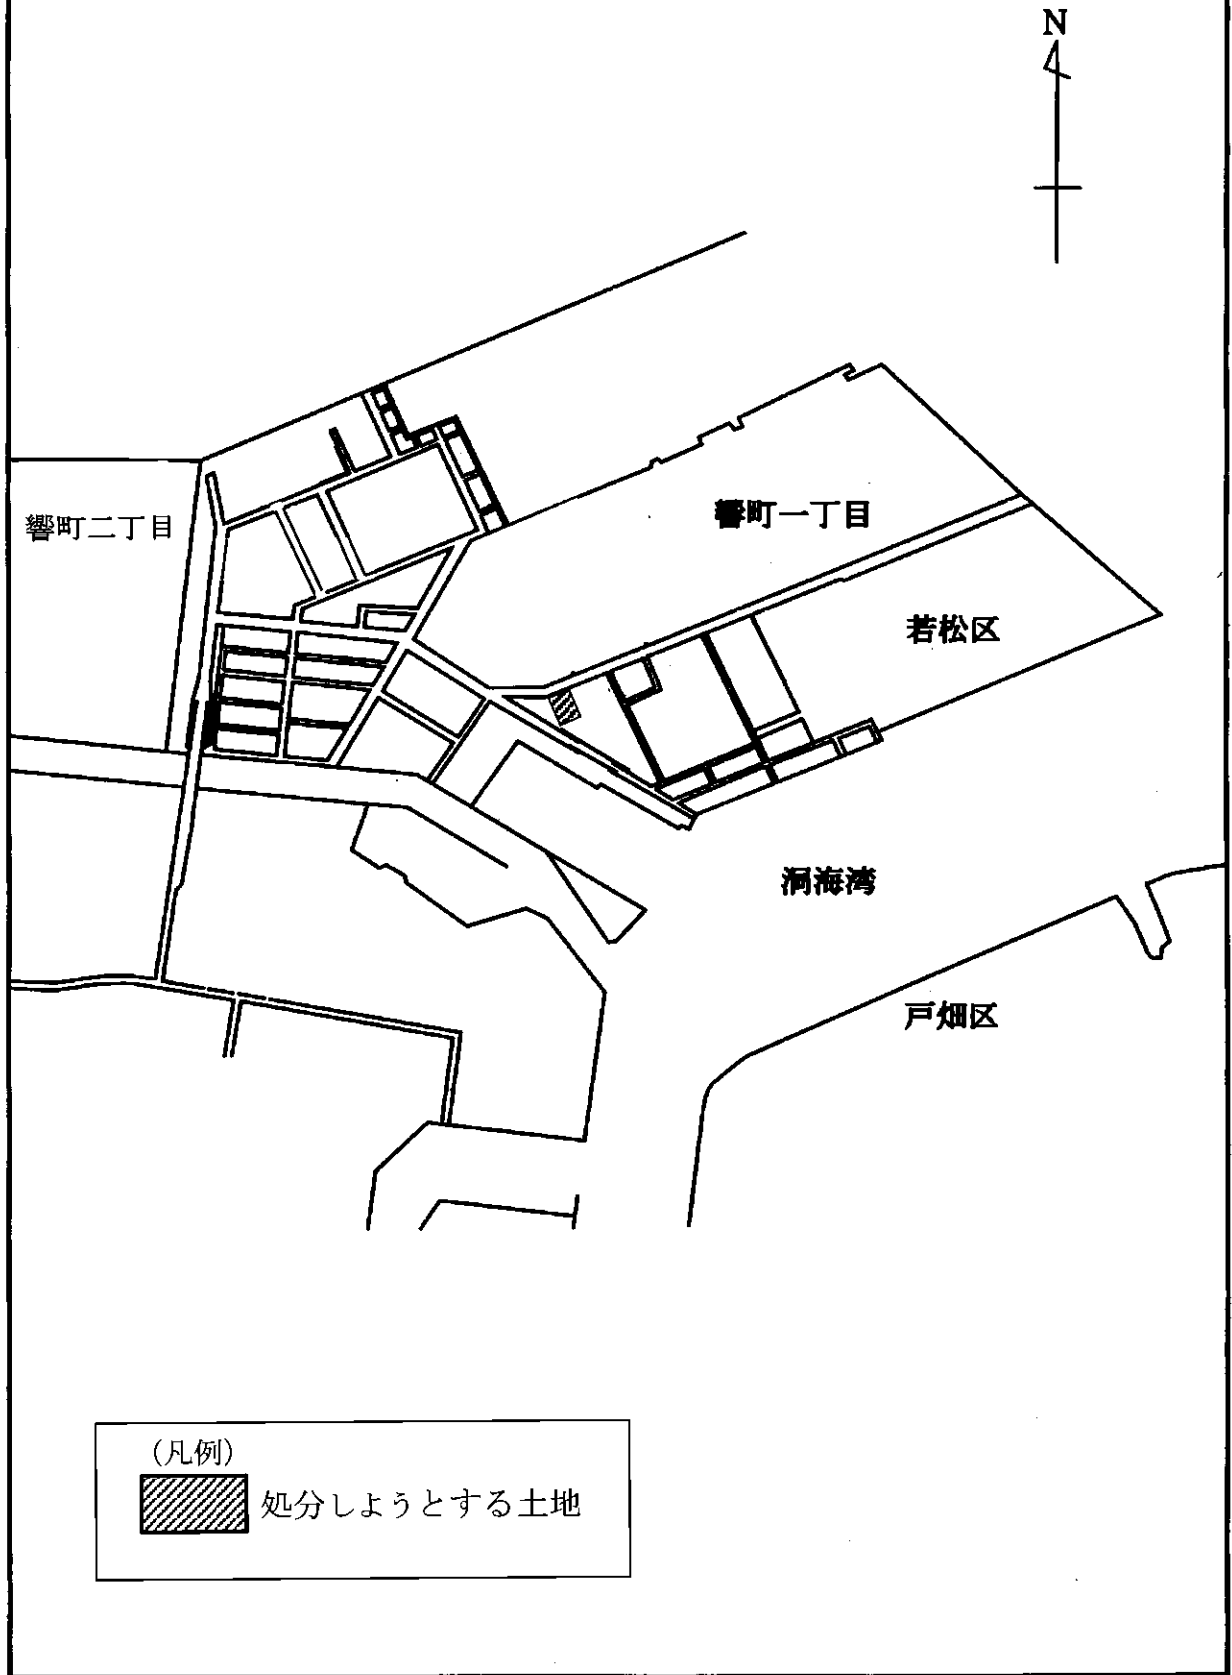 N
響町二丁目
響町一丁目
若松区
洞海湾
戸畑区
(凡例)
処分しようとする土地